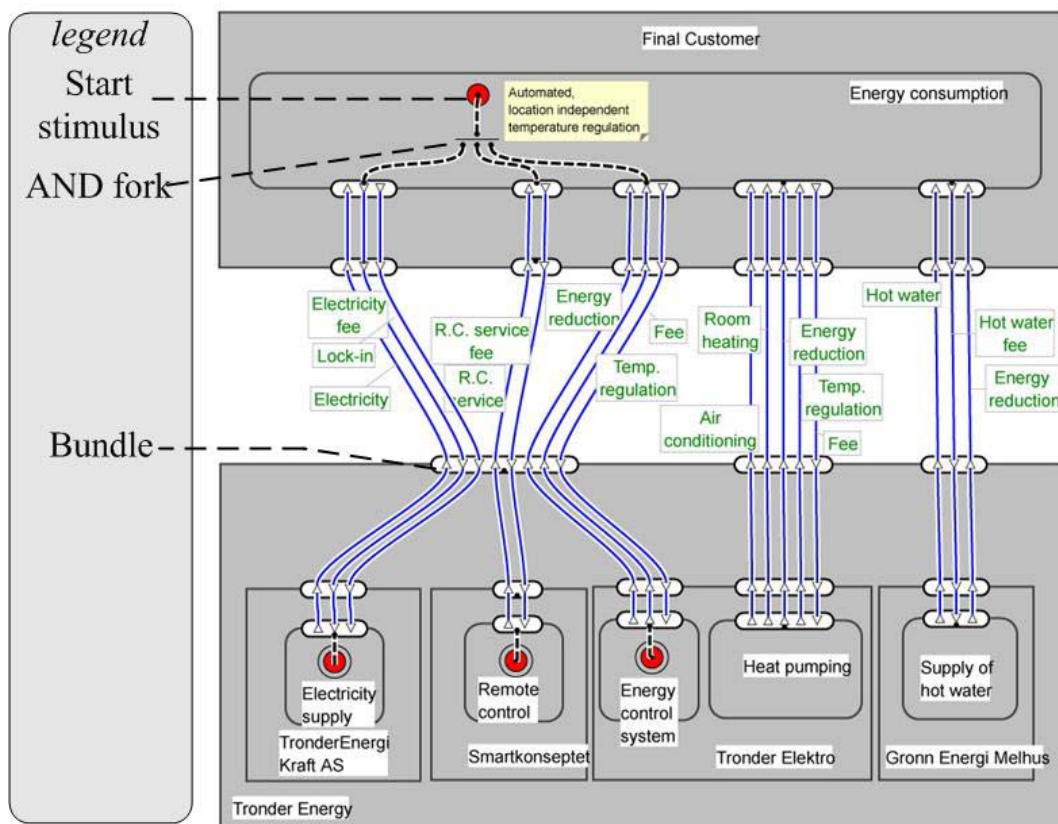 legend
Start
stimulus
AND fork
Bundle
Final Customer
Automated,
location independent
temperature regulation
Energy consumption
Electricity
fee
Lock-in
Electricity
R.C. service
fee
R.C.
service
Energy
reduction
Fee
Temp.
regulation
Room
heating
Air
conditioning
Energy
reduction
Temp.
regulation
Fee
Hot water
Hot water
fee
Energy
reduction
Electricity
supply
TronderEnergi
Kraft AS
Remote
control
Smartkonseptet
Energy
control
system
Heat pumping
Tronder Elektro
Supply of
hot water
Gronn Energi Melhus
Tronder Energy